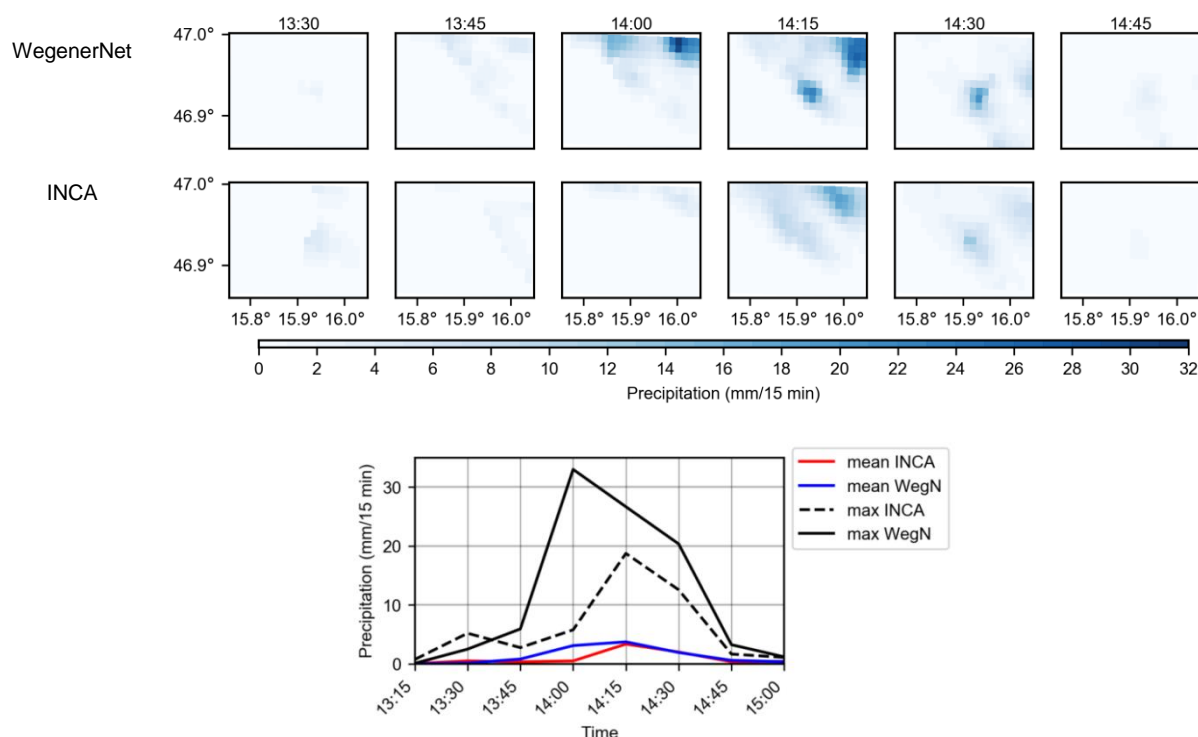 13:30 13:45 14:00 14:15 14:30 14:45
WegenerNet
47.0°
46.9°
INCA
47.0°
46.9°
15.8° 15.9° 16.0° 15.8° 15.9° 16.0° 15.8° 15.9° 16.0° 15.8° 15.9° 16.0° 15.8° 15.9° 16.0° 15.8° 15.9° 16.0°
0 2 4 6 8 10 12 14 16 18 20 22 24 26 28 30 32
Precipitation (mm/15 min)
Precipitation (mm/15 min)
30
20
10
0
13:15 13:30 13:45 14:00 14:15 14:30 14:45 15:00
Time
mean INCA
mean WegN
max INCA
max WegN